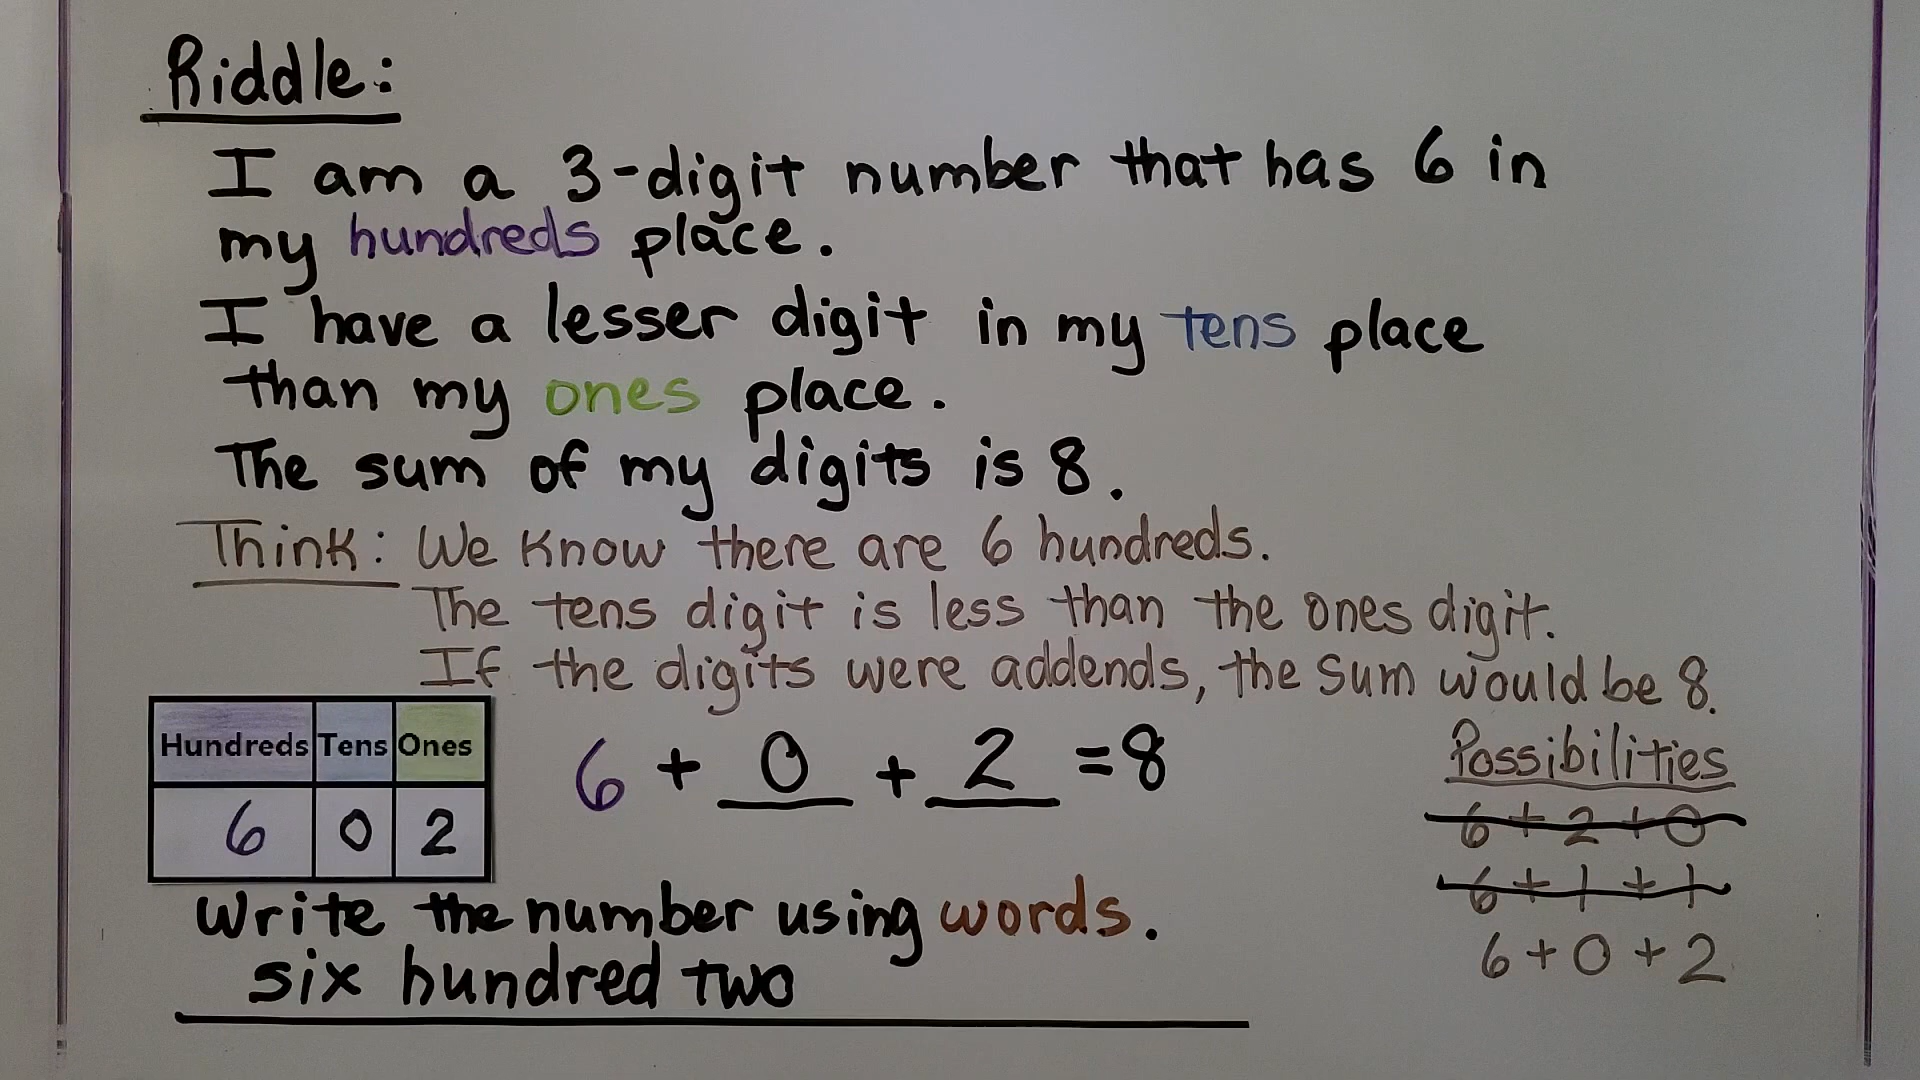 Riddle:
I am a 3-digit number that has 6 in
my hundreds place.
I have a lesser digit in my tens place
than my ones place.
The sum of my digits is 8.
Think: We know there are 6 hundreds.
The tens digit is less than the ones digit.
If the digits were addends, the sum would be 8.
Hundreds Tens Ones
6 0 2
6 + 0 + 2 = 8
Possibilities
6 + 2 + 0
6 + 1 + 1
6 + 0 + 2
Write the number using words.
six hundred two